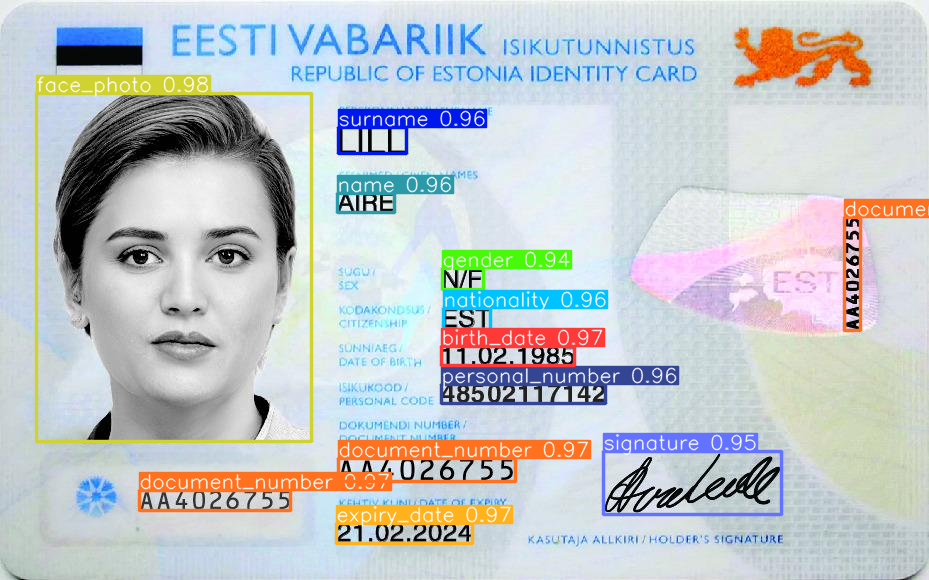 EESTI VABARIIK ISIKUTUNNISTUS
REPUBLIC OF ESTONIA IDENTITY CARD
face_photo 0.98
surname 0.96
LILL
name 0.96
AIRE
gender 0.94
SUGU /
SEX
N/F
nationality 0.96
KODAKONDSUS /
CITIZENSHIP
EST
birth_date 0.97
SÜNNIAEG /
DATE OF BIRTH
11.02.1985
personal_number 0.96
ISIKUKOOD /
PERSONAL CODE
48502117142
DOKUMENDI NUMBER /
DOCUMENT NUMBER
document_number 0.97
AA4026755
document_number 0.97
AA4026755
KEHTIV KUNI / DATE OF EXPIRY
expiry_date 0.97
21.02.2024
signature 0.95
KASUTAJA ALLKIRI / HOLDER'S SIGNATURE
EST
AA4026755